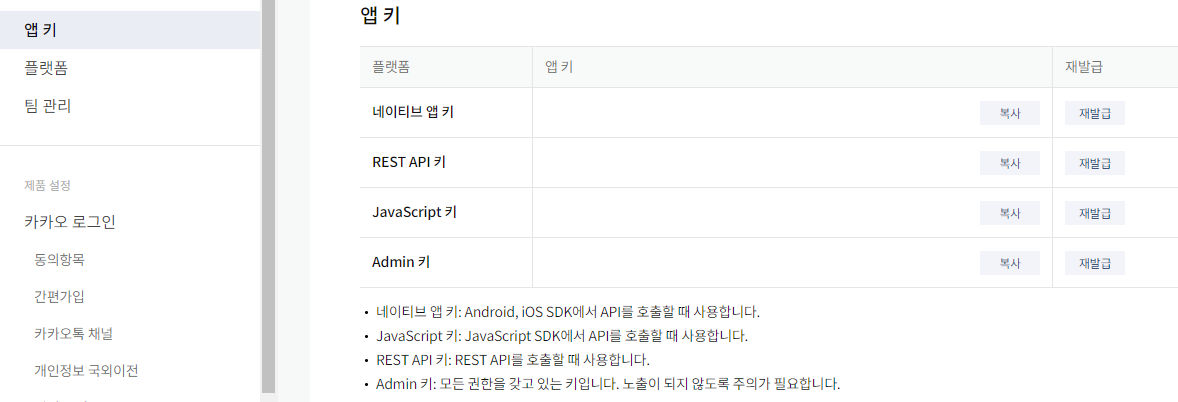 앱 키
플랫폼
팀 관리
제품 설정
카카오 로그인
동의항목
간편가입
카카오톡 채널
개인정보 국외이전
앱 키
플랫폼 앱 키 재발급
네이티브 앱 키 복사 재발급
REST API 키 복사 재발급
JavaScript 키 복사 재발급
Admin 키 복사 재발급
• 네이티브 앱 키: Android, iOS SDK에서 API를 호출할 때 사용합니다.
• JavaScript 키: JavaScript SDK에서 API를 호출할 때 사용합니다.
• REST API 키: REST API를 호출할 때 사용합니다.
• Admin 키: 모든 권한을 갖고 있는 키입니다. 노출이 되지 않도록 주의가 필요합니다.